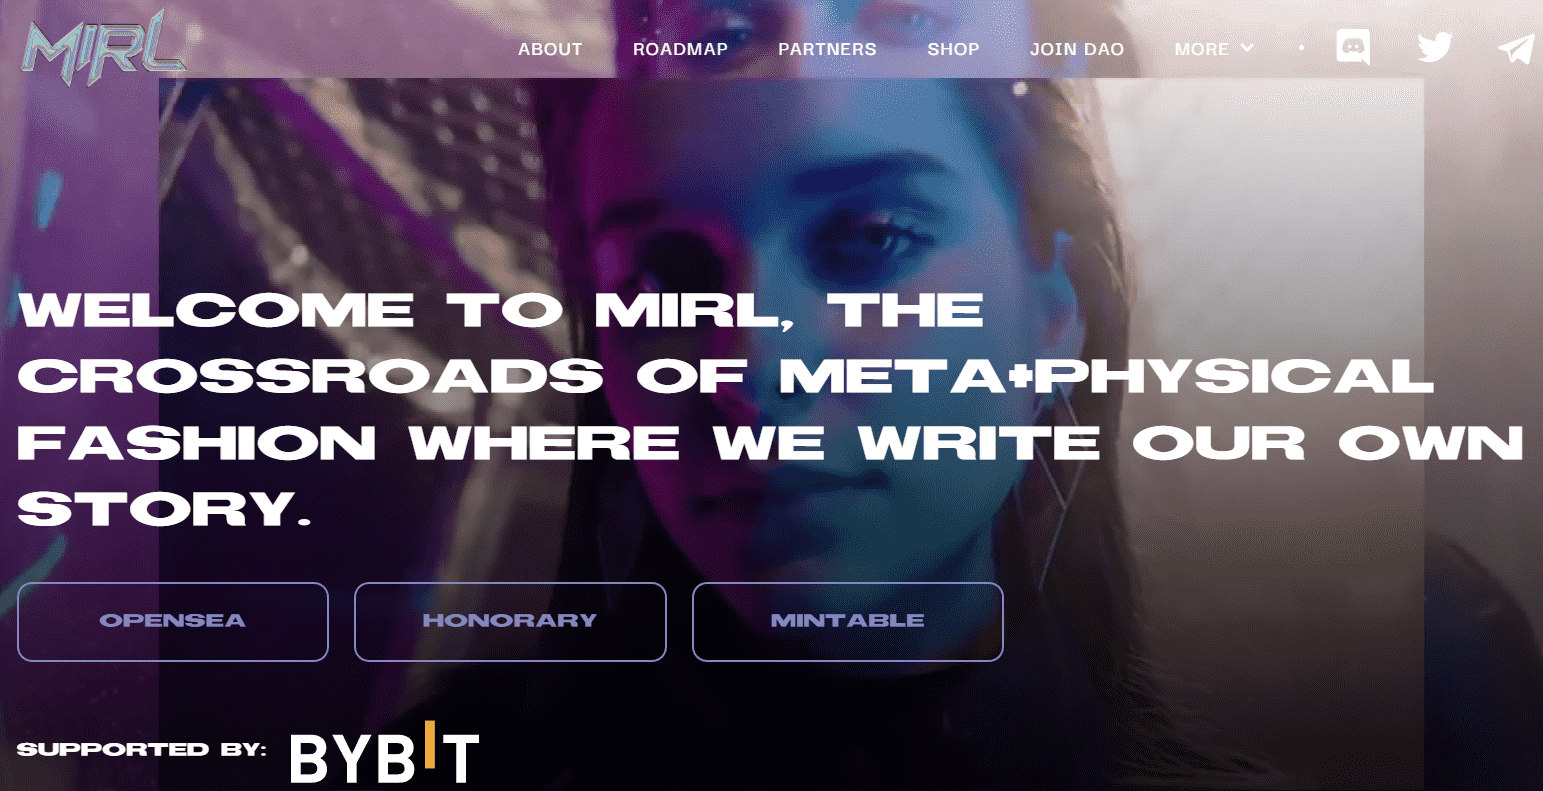 MIRL
ABOUT ROADMAP PARTNERS SHOP JOIN DAO MORE
WELCOME TO MIRL, THE
CROSSROADS OF META+PHYSICAL
FASHION WHERE WE WRITE OUR OWN
STORY.
OPENSEA HONORARY MINTABLE
SUPPORTED BY: BYBIT